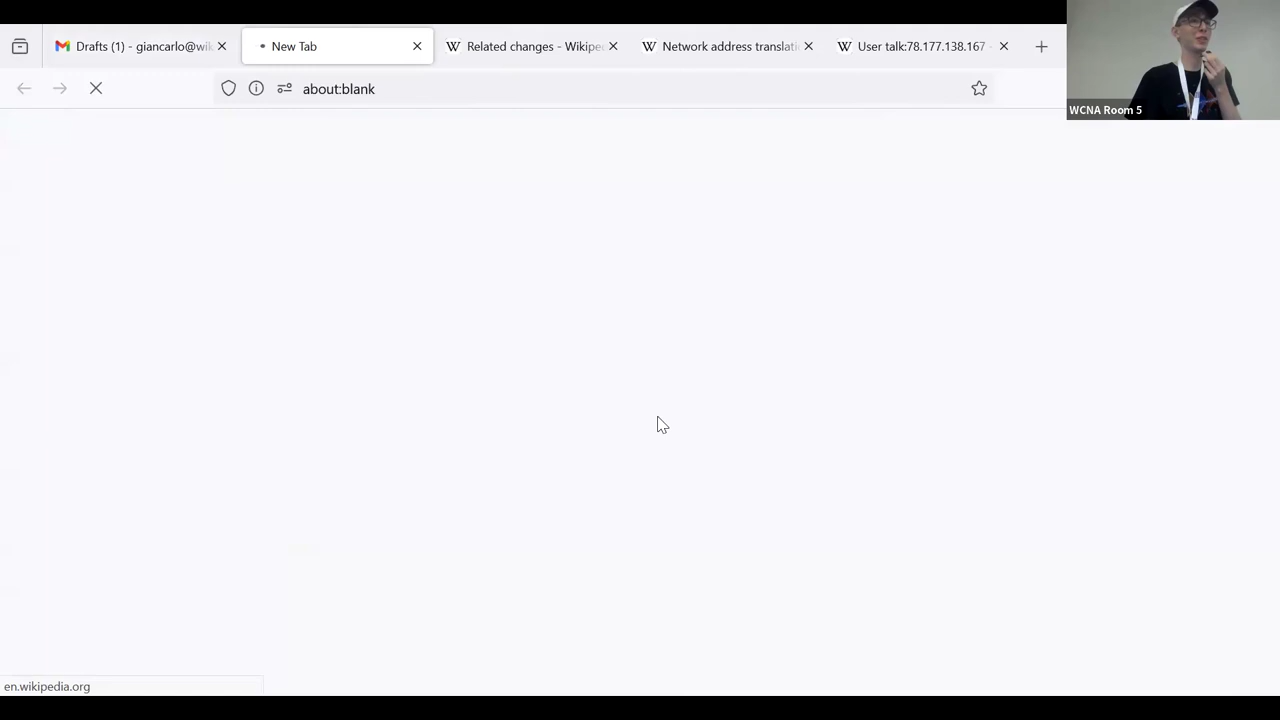 Drafts (1) - giancarlo@wik
New Tab
Related changes - Wikipe
Network address translati
User talk:78.177.138.167 -
about:blank
WCNA Room 5
en.wikipedia.org